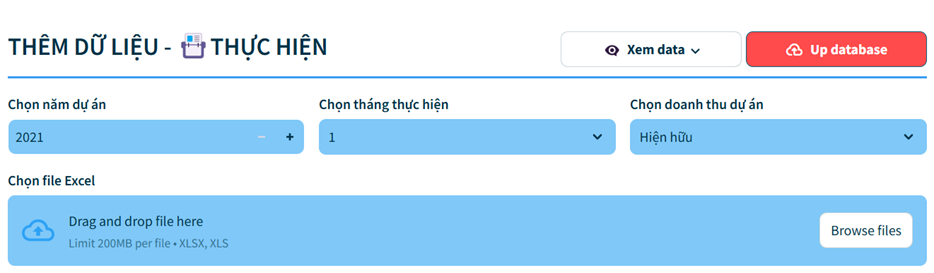 THÊM DỮ LIỆU - THỰC HIỆN
Xem data
Up database
Chọn năm dự án
Chọn tháng thực hiện
Chọn doanh thu dự án
2021
− +
1
Hiện hữu
Chọn file Excel
Drag and drop file here
Limit 200MB per file • XLSX, XLS
Browse files